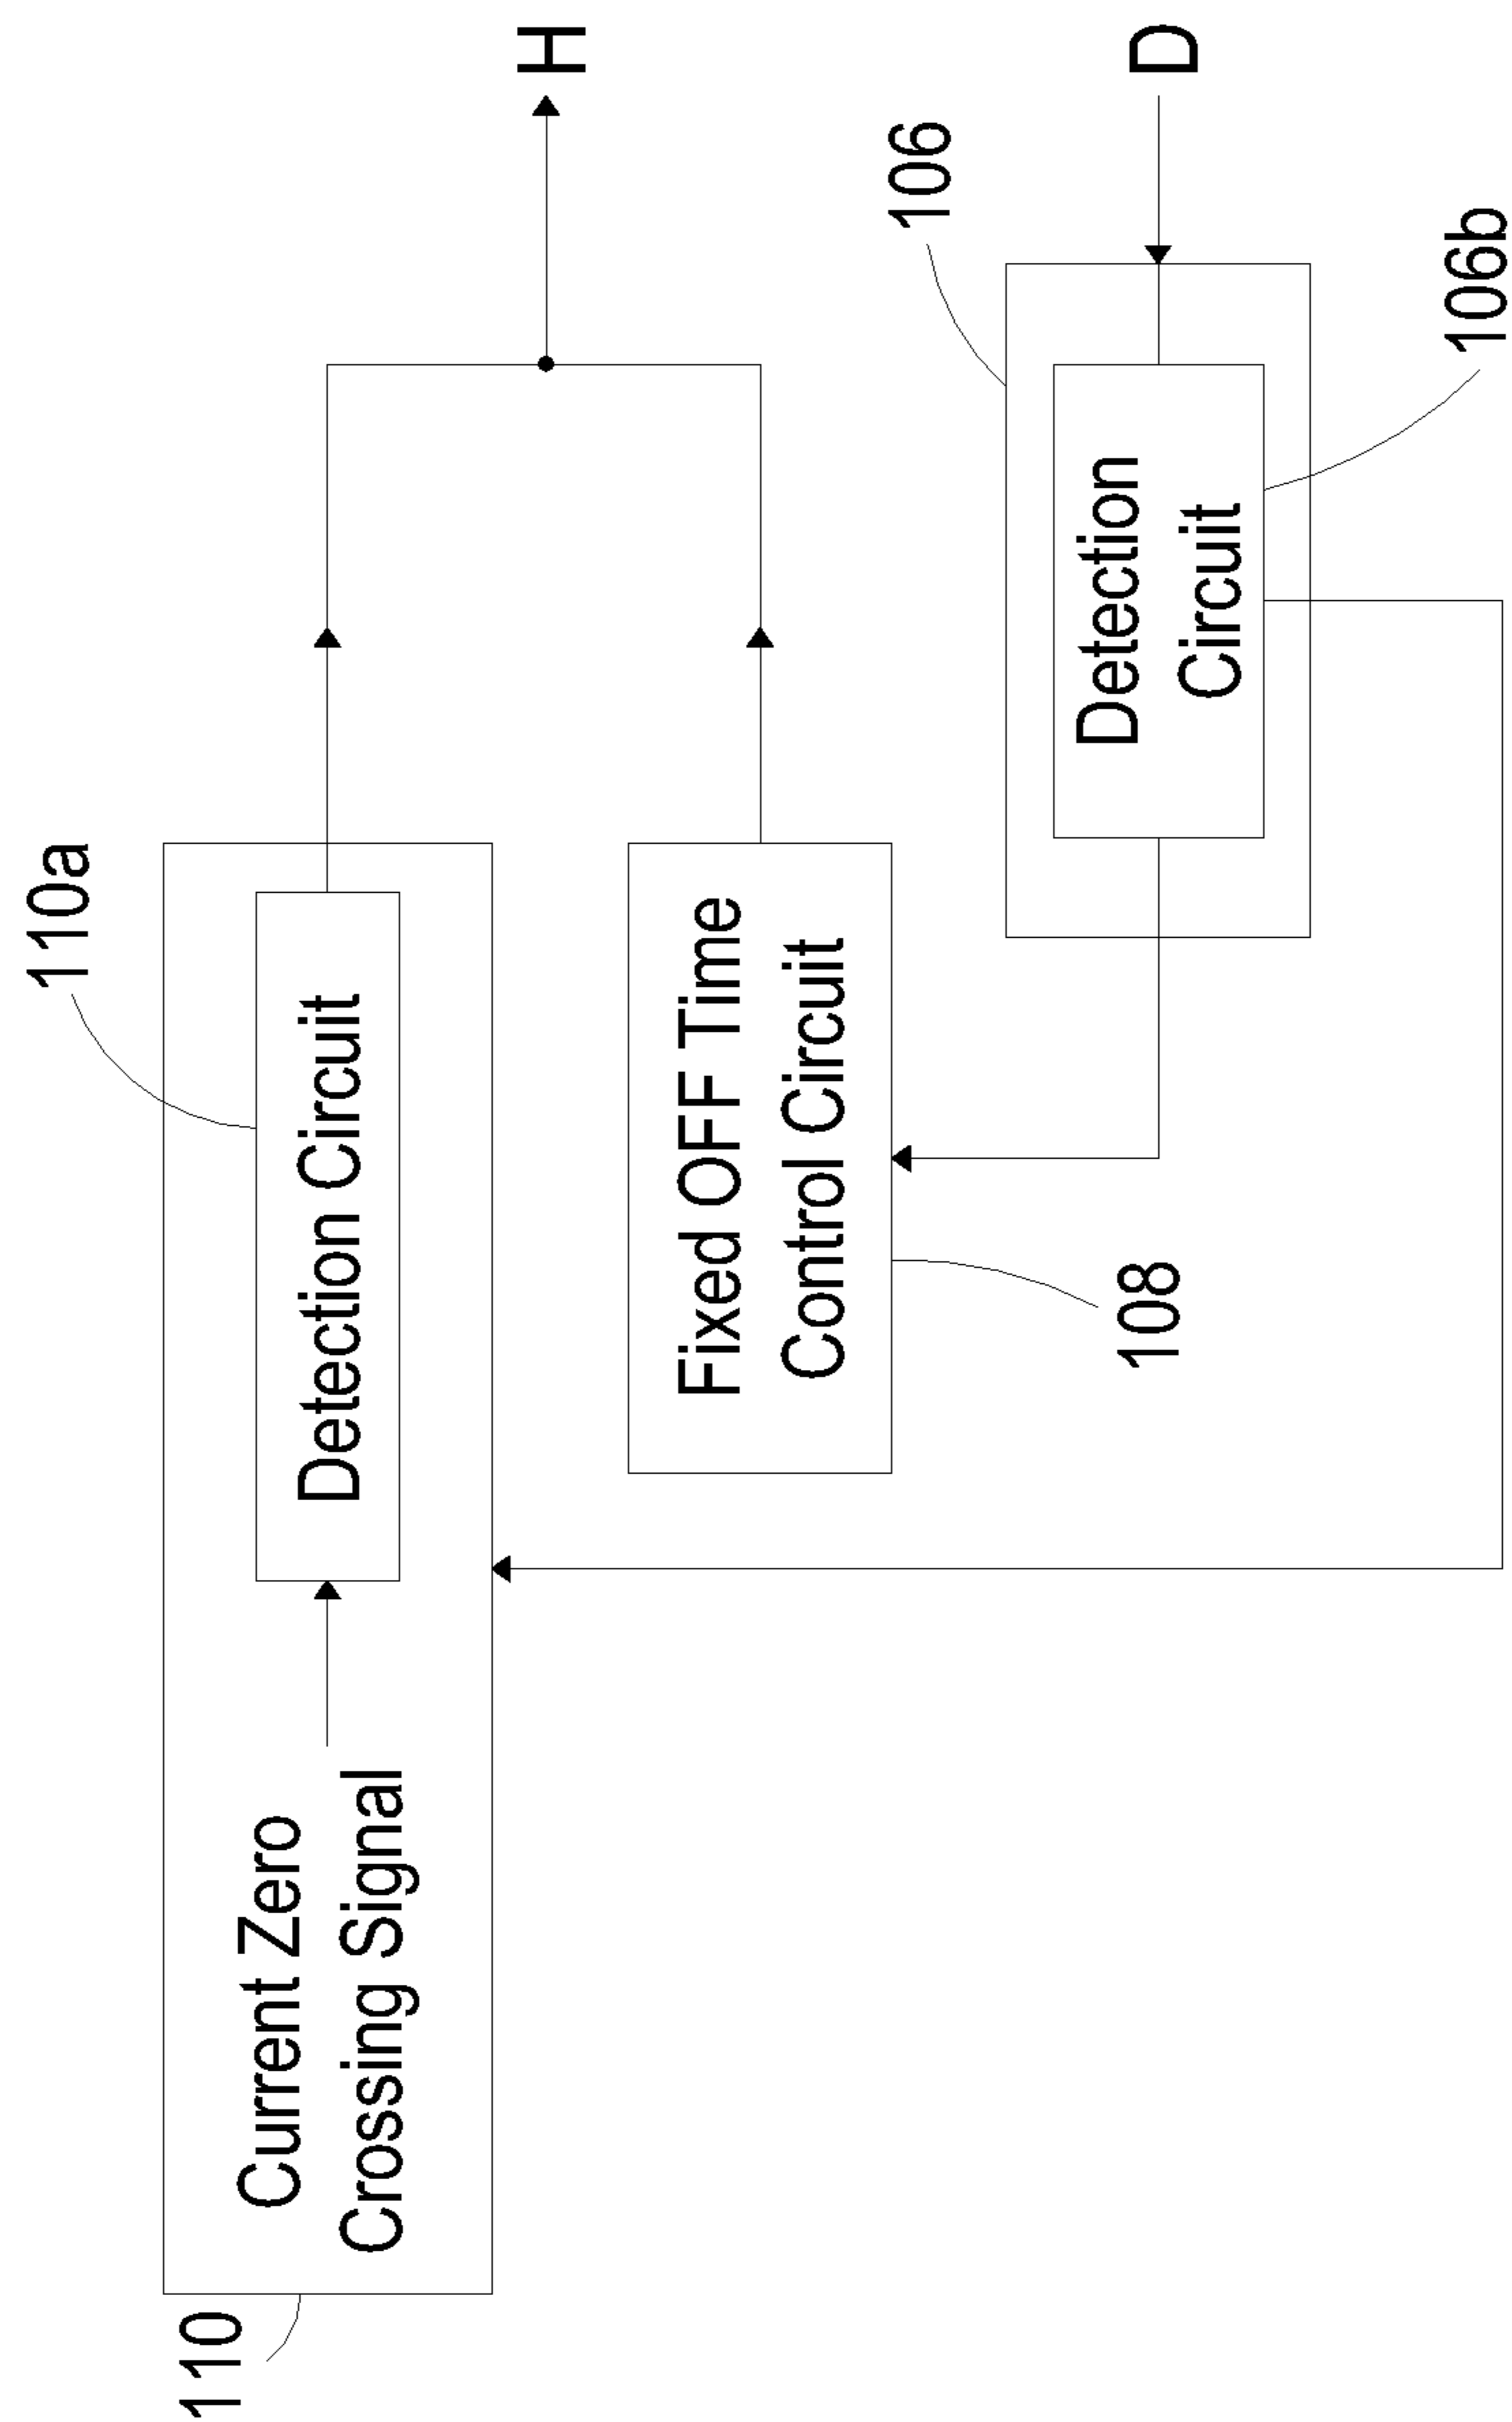 110a
110
Current Zero
Crossing Signal
Detection Circuit
H
Fixed OFF Time
Control Circuit
108
106
D
Detection
Circuit
106b